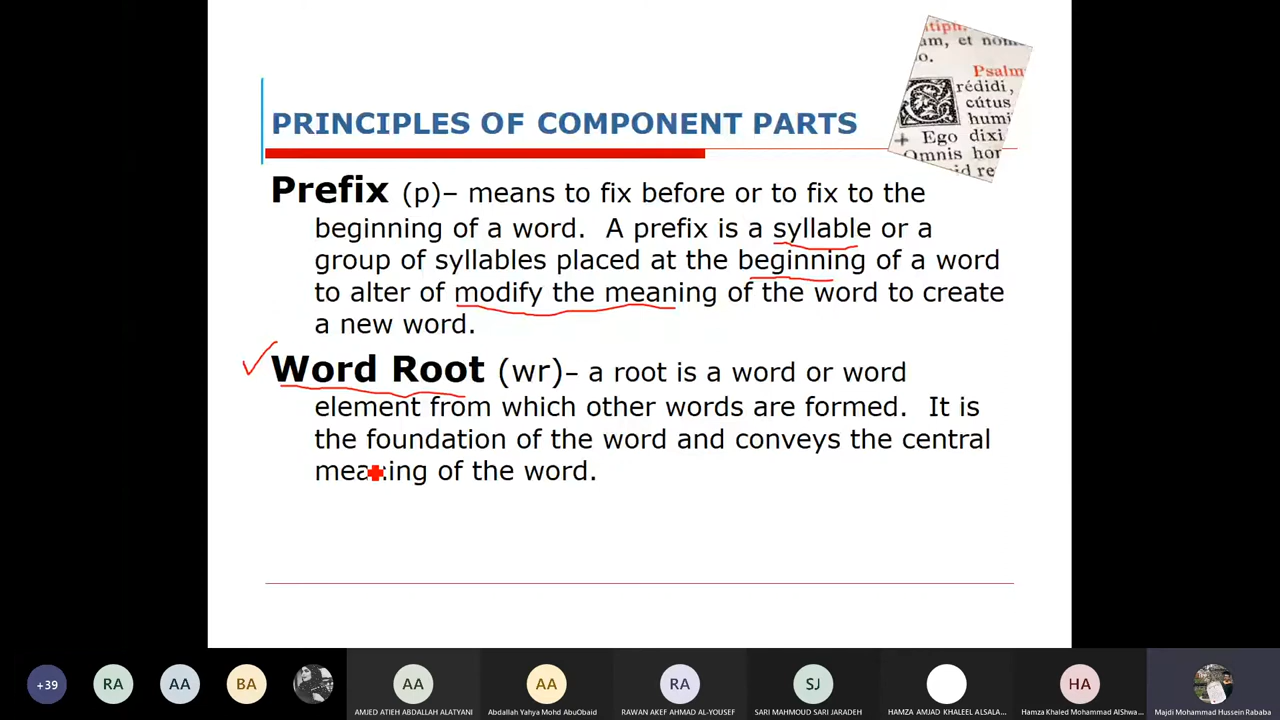 PRINCIPLES OF COMPONENT PARTS
tiph.
am, et nom
o.
Psalm
rédidi,
cútus
humi
+ Ego dixi
Omnis hor
id re
Prefix (p)– means to fix before or to fix to the
beginning of a word. A prefix is a syllable or a
group of syllables placed at the beginning of a word
to alter of modify the meaning of the word to create
a new word.
Word Root (wr)– a root is a word or word
element from which other words are formed. It is
the foundation of the word and conveys the central
meaning of the word.
+39
RA
AA
BA
AA
AA
RA
SJ
HA
AMJED ATIEH ABDALLAH ALATYANI
Abdallah Yahya Mohd AbuObaid
RAWAN AKEF AHMAD AL-YOUSEF
SARI MAHMOUD SARI JARADEH
HAMZA AMJAD KHALEEL ALSALA...
Hamza Khaled Mohammad AlShwa...
Majdi Mohammad Hussein Rababa